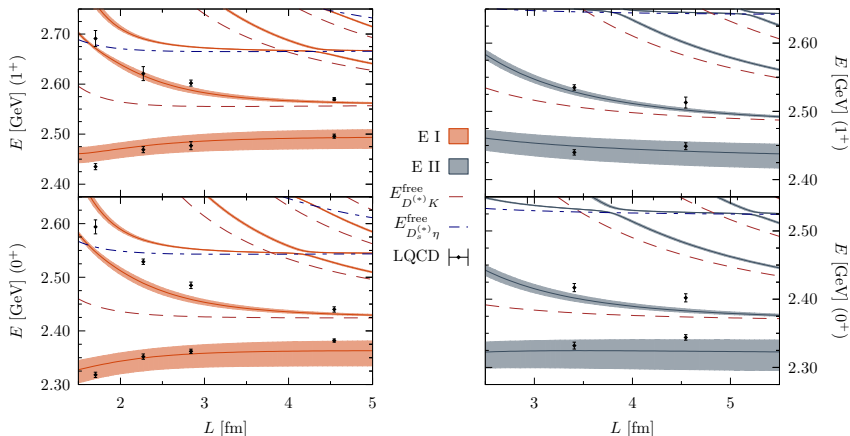 2.70
2.60
2.50
2.40
E [GeV] (1⁺)
2.60
2.50
2.40
2.30
E [GeV] (0⁺)
2 3 4 5
L [fm]
E I
E II
E^free_{D^(*)K}
E^free_{D_s^(*)η}
LQCD
2.60
2.50
2.40
E [GeV] (1⁺)
2.60
2.50
2.40
2.30
E [GeV] (0⁺)
3 4 5
L [fm]